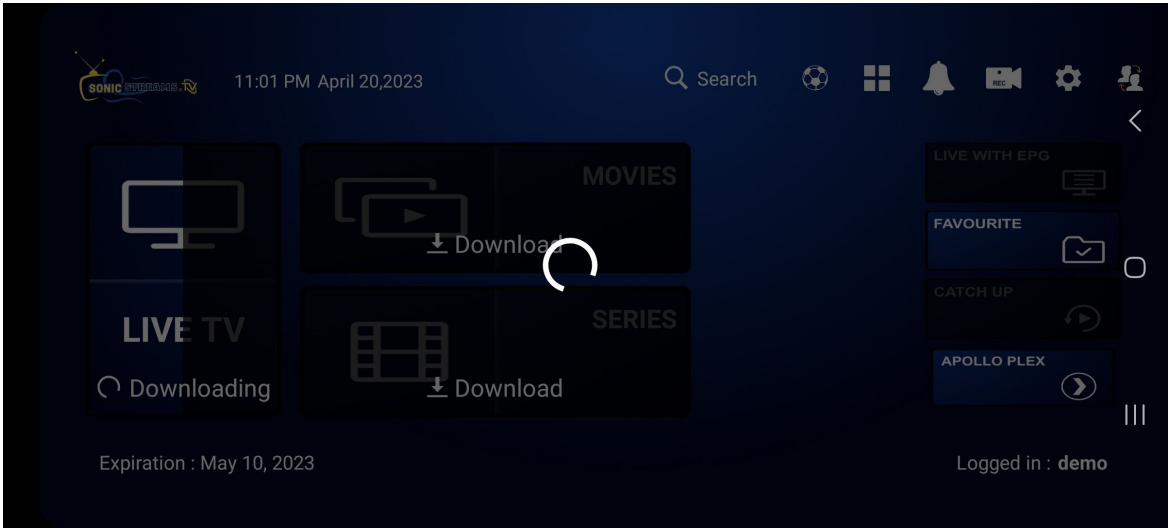 SONIC STREAMS.TV
11:01 PM April 20,2023
Search
REC
LIVE TV
Downloading
MOVIES
Download
SERIES
Download
LIVE WITH EPG
FAVOURITE
CATCH UP
APOLLO PLEX
Expiration : May 10, 2023
Logged in : demo